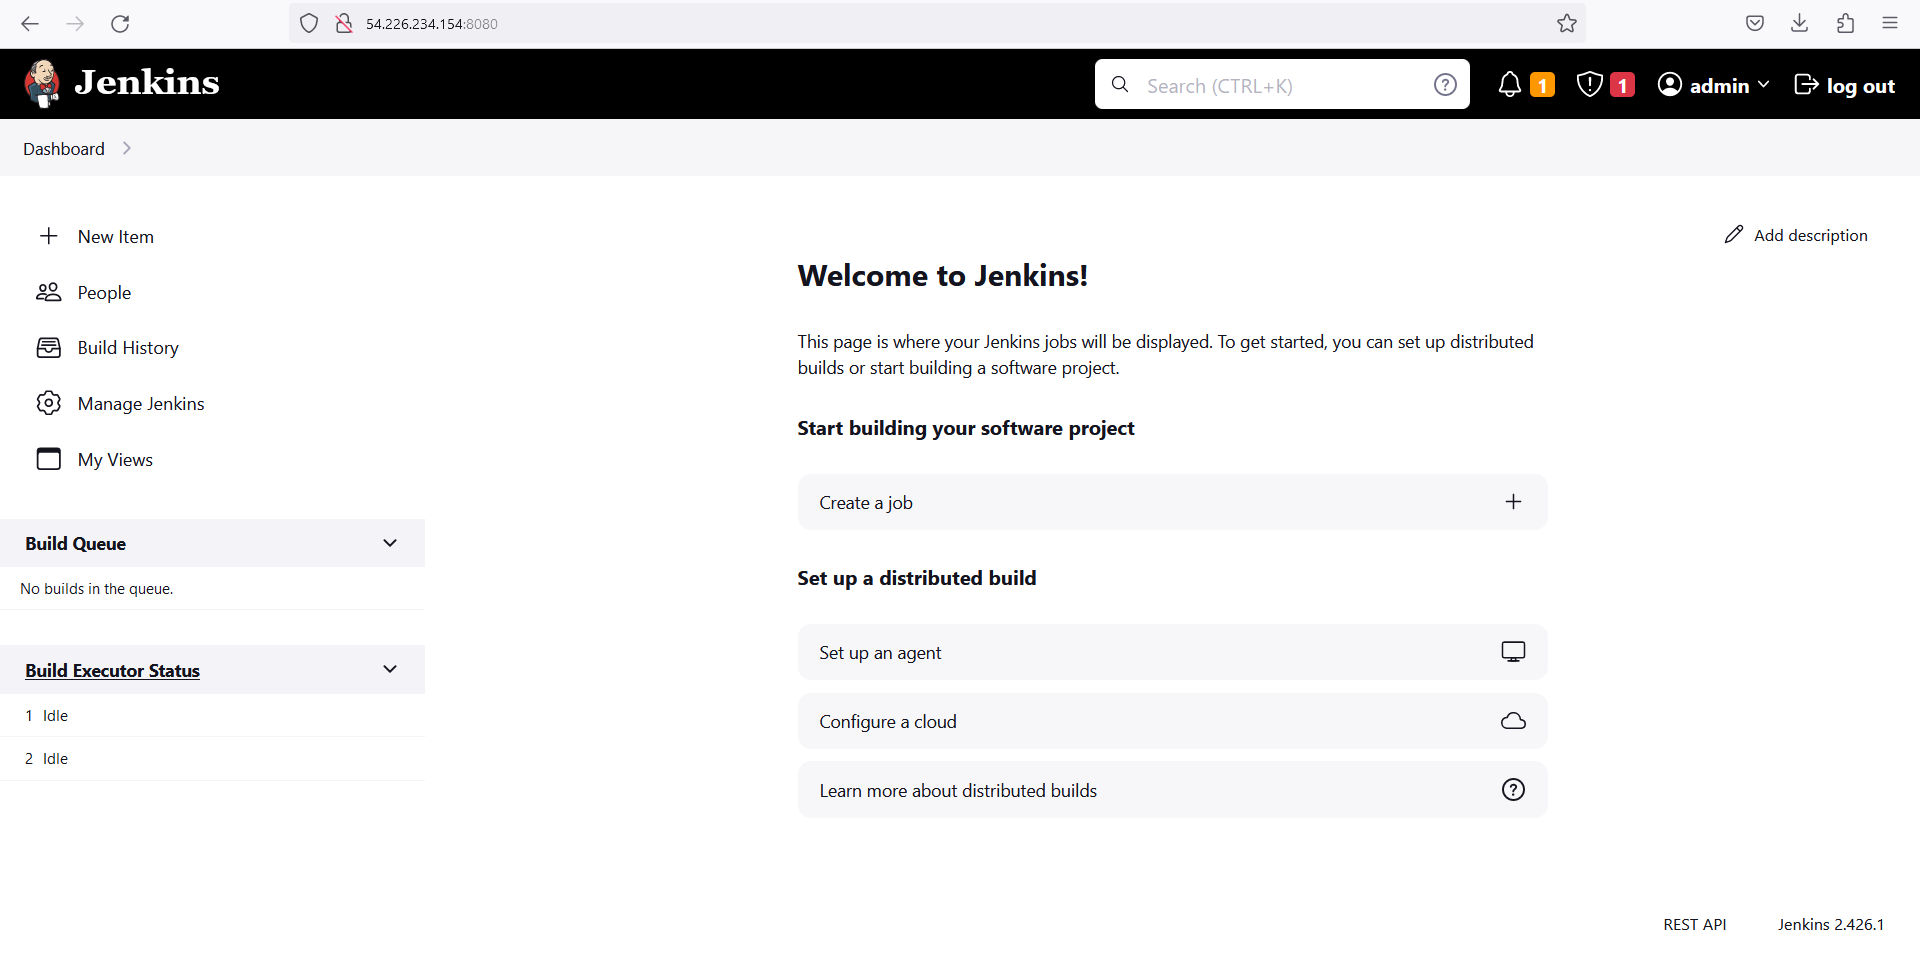 54.226.234.154:8080
Jenkins
Search (CTRL+K)
1
1
admin
log out
Dashboard
New Item
People
Build History
Manage Jenkins
My Views
Build Queue
No builds in the queue.
Build Executor Status
1 Idle
2 Idle
Add description
Welcome to Jenkins!
This page is where your Jenkins jobs will be displayed. To get started, you can set up distributed
builds or start building a software project.
Start building your software project
Create a job
Set up a distributed build
Set up an agent
Configure a cloud
Learn more about distributed builds
REST API
Jenkins 2.426.1